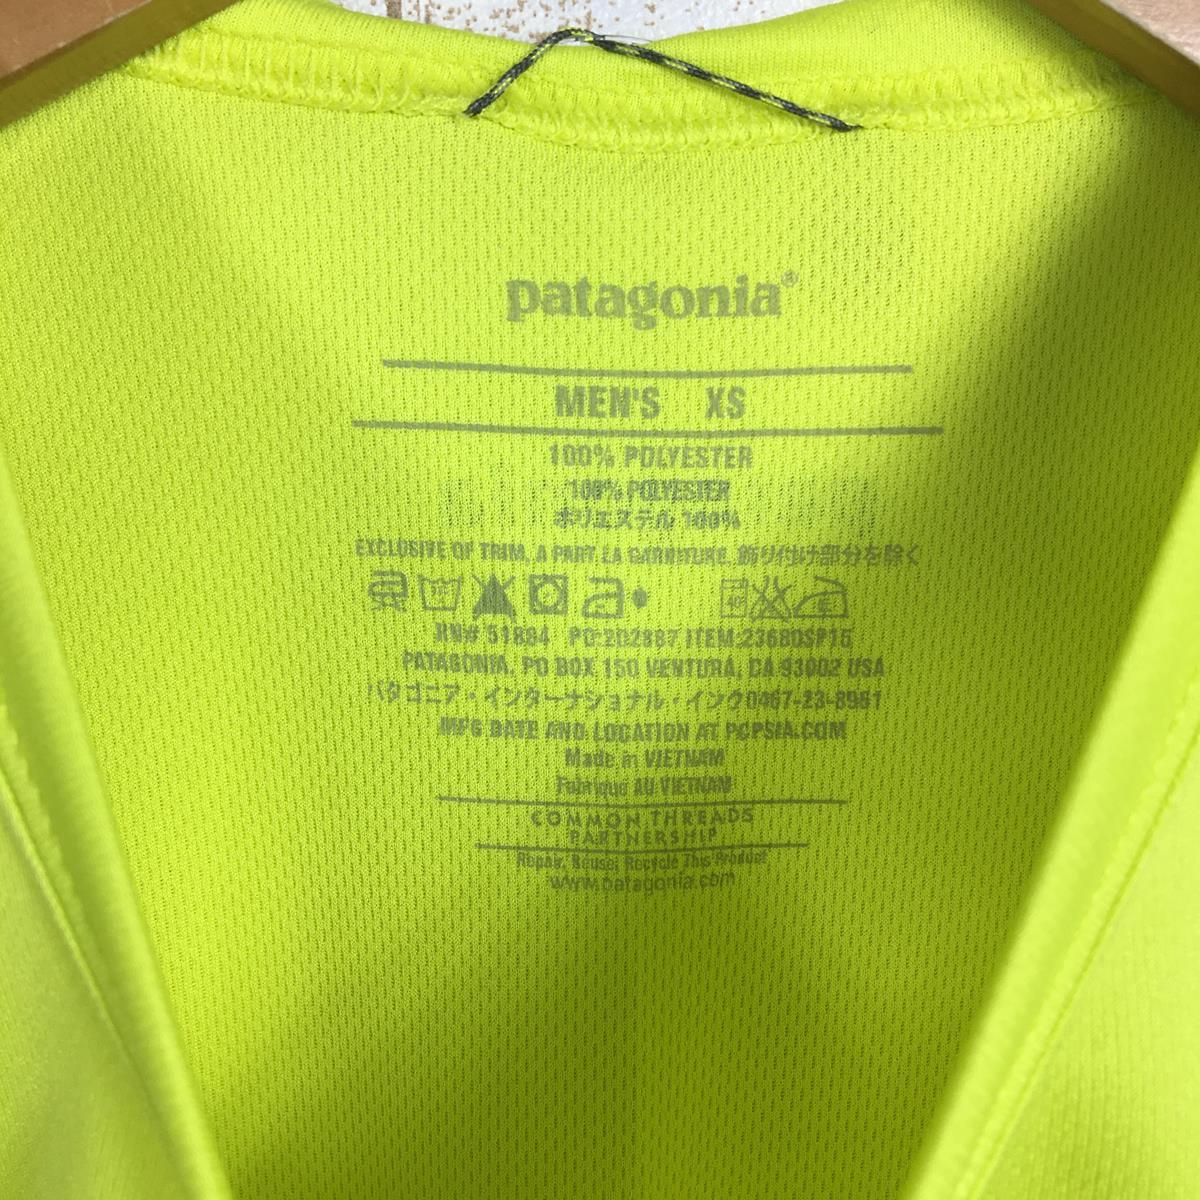 patagonia®
MEN'S XS
100% POLYESTER
100% POLYESTER
ポリエステル 100%
EXCLUSIVE OF TRIM, A PART LA GARNITURE, 飾り付け部分を除く
RN# 51884 PO:202887 ITEM:23680SP15
PATAGONIA, PO BOX 150 VENTURA, CA 93002 USA
パタゴニア・インターナショナル・インク0467-23-8961
MFG DATE AND LOCATION AT PCPSIA.COM
Made in VIETNAM
Fabrique AU VIETNAM
COMMON THREADS
PARTNERSHIP
Repair, Reuse, Recycle This Product
www.patagonia.com